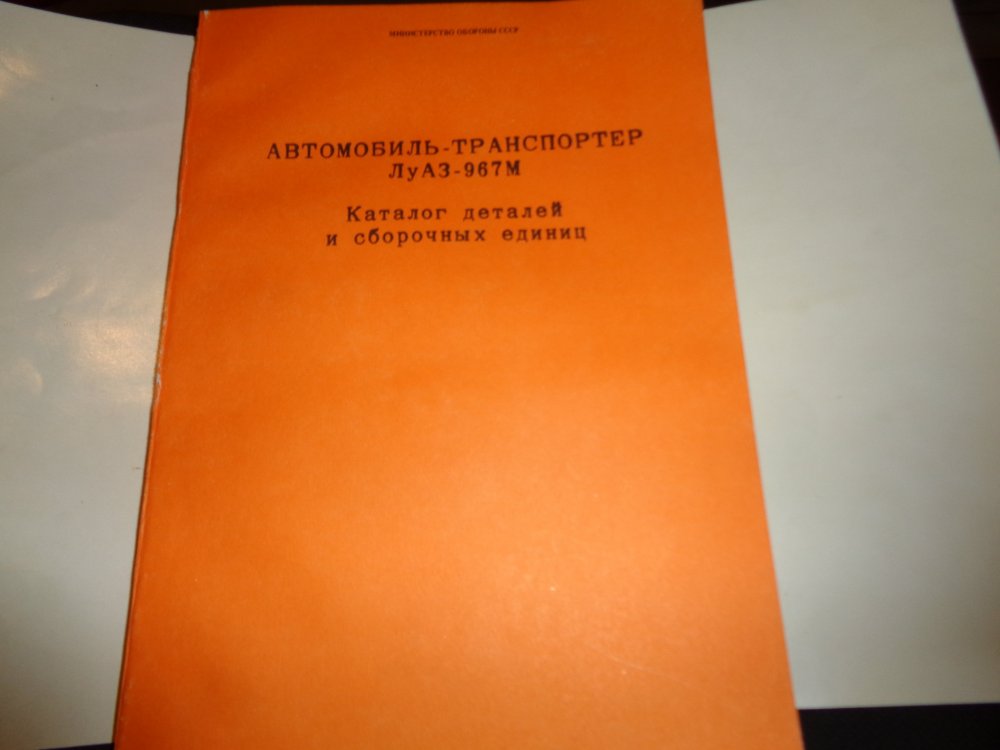 МИНИСТЕРСТВО ОБОРОНЫ СССР
АВТОМОБИЛЬ-ТРАНСПОРТЕР
ЛуАЗ-967М
Каталог деталей
и сборочных единиц